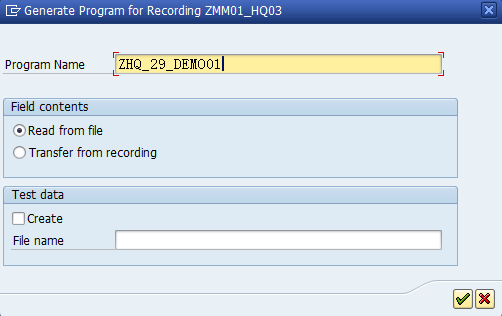 Generate Program for Recording ZMM01_HQ03
Program Name ZHQ_29_DEMO01
Field contents
Read from file
Transfer from recording
Test data
Create
File name